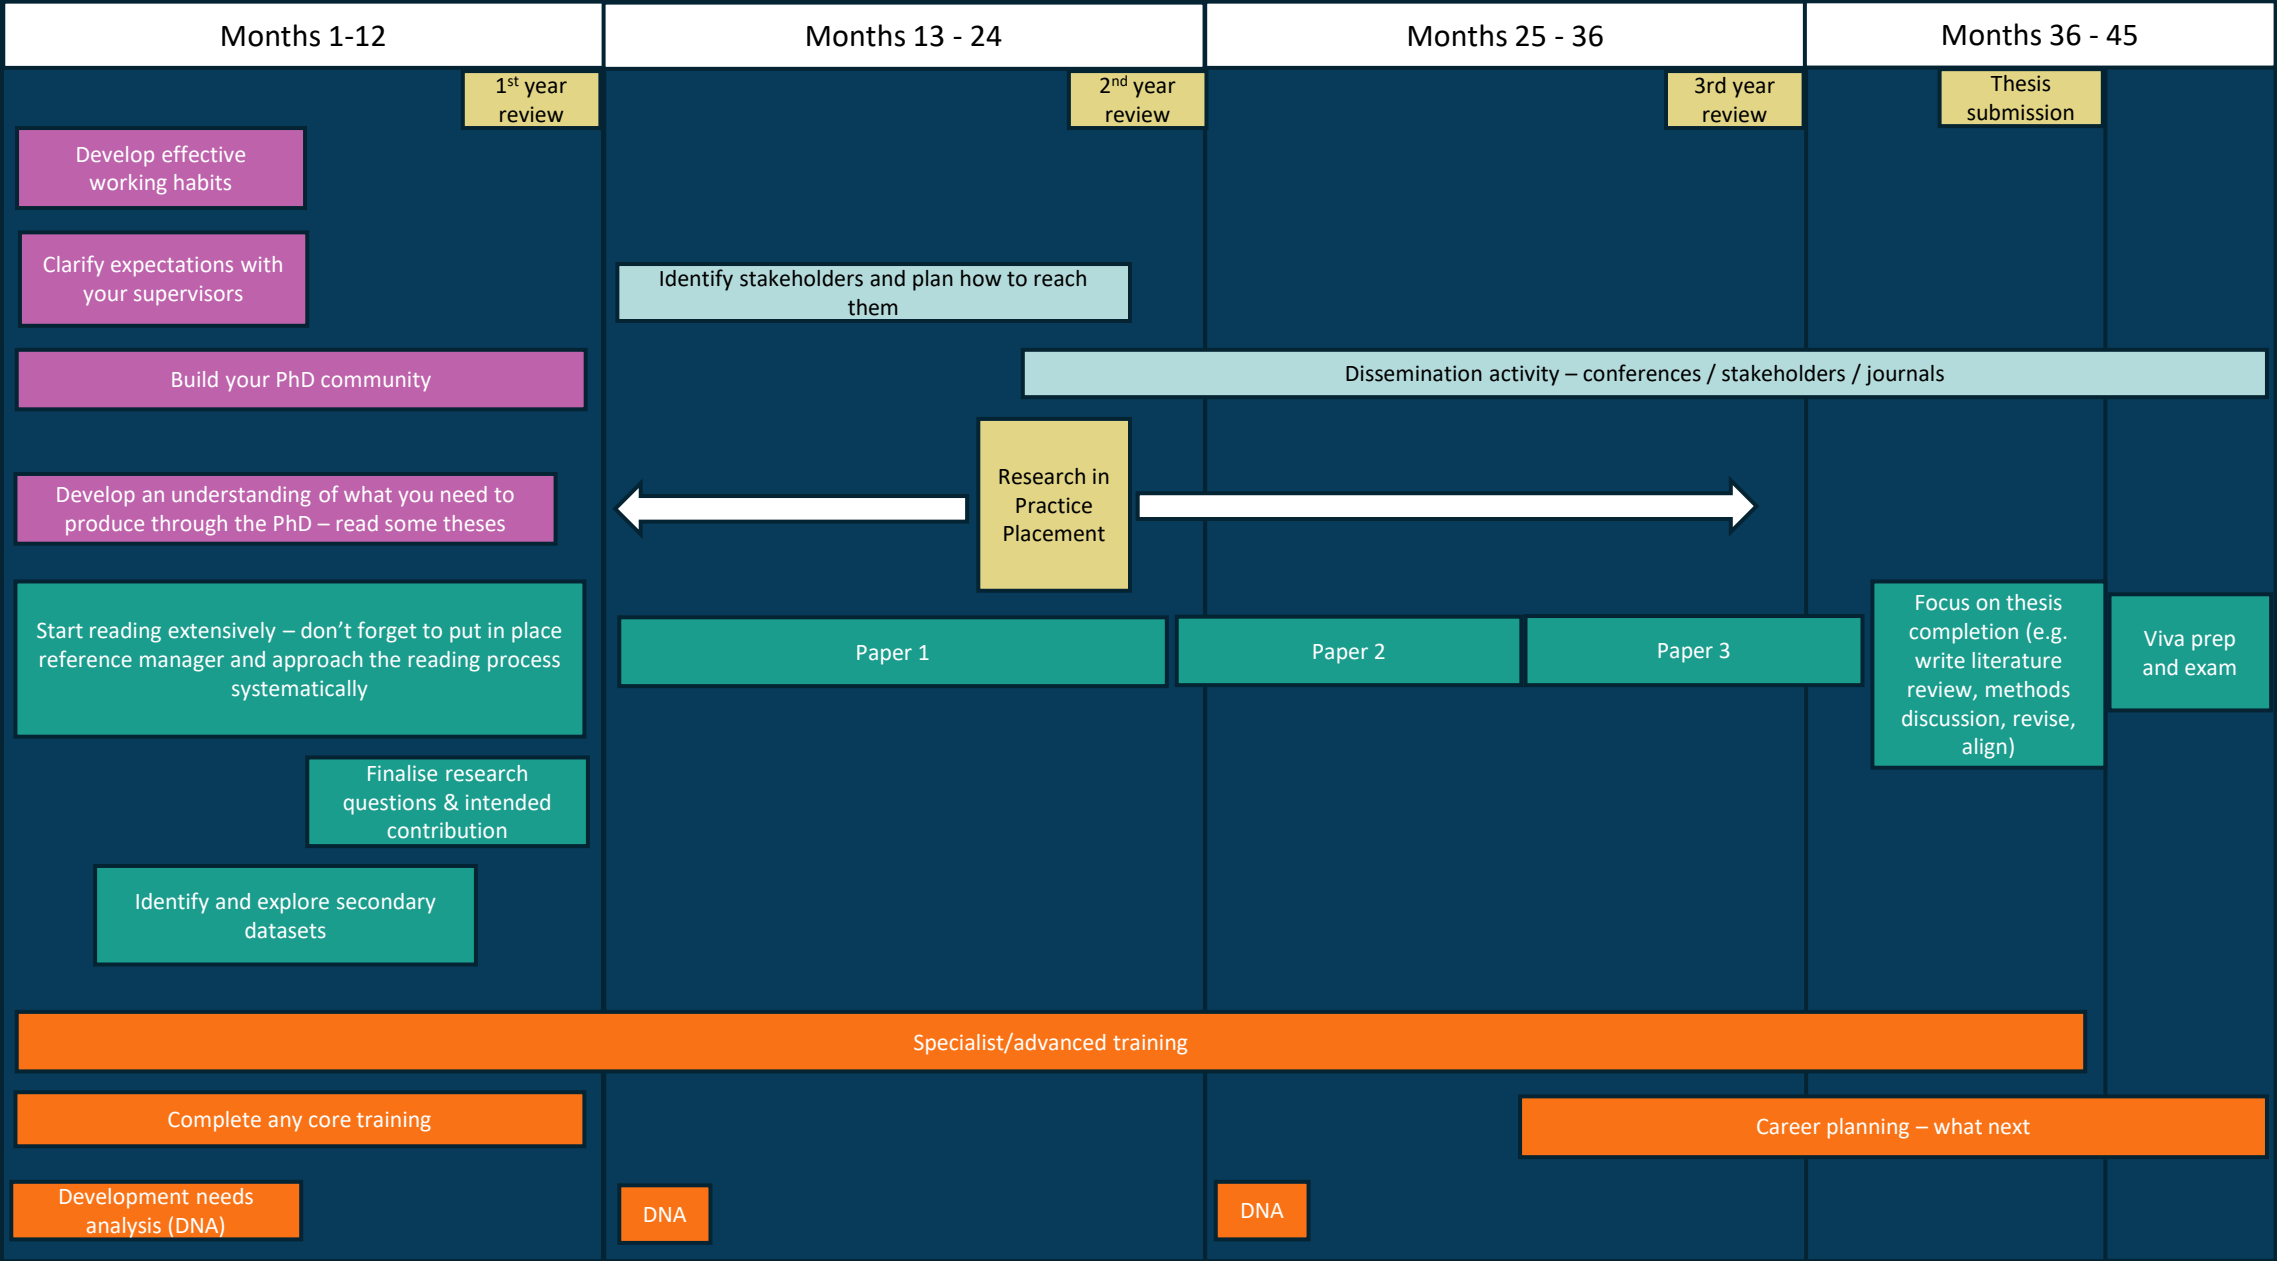 Months 1-12
Months 13 - 24
Months 25 - 36
Months 36 - 45
1st year
review
2nd year
review
3rd year
review
Thesis
submission
Develop effective
working habits
Clarify expectations with
your supervisors
Identify stakeholders and plan how to reach
them
Build your PhD community
Dissemination activity – conferences / stakeholders / journals
Develop an understanding of what you need to
produce through the PhD – read some theses
Research in
Practice
Placement
Start reading extensively – don’t forget to put in place
reference manager and approach the reading process
systematically
Paper 1
Paper 2
Paper 3
Focus on thesis
completion (e.g.
write literature
review, methods
discussion, revise,
align)
Viva prep
and exam
Finalise research
questions & intended
contribution
Identify and explore secondary
datasets
Specialist/advanced training
Complete any core training
Career planning – what next
Development needs
analysis (DNA)
DNA
DNA